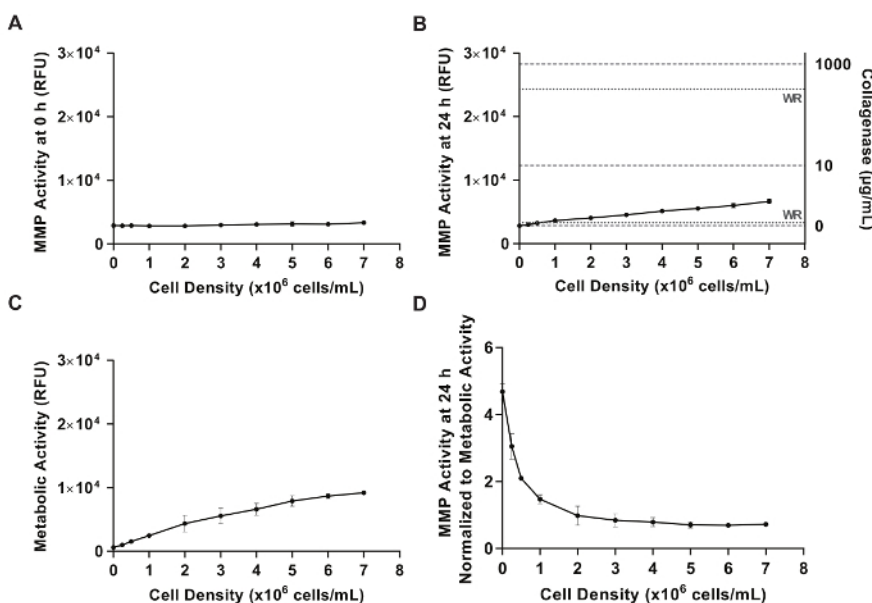 A
MMP Activity at 0 h (RFU)
3×10⁴
2×10⁴
1×10⁴
0
0 1 2 3 4 5 6 7 8
Cell Density (x10⁶ cells/mL)
B
MMP Activity at 24 h (RFU)
3×10⁴
2×10⁴
1×10⁴
0
0 1 2 3 4 5 6 7 8
Cell Density (x10⁶ cells/mL)
1000
WR
10
WR
0
Collagenase (µg/mL)
C
Metabolic Activity (RFU)
3×10⁴
2×10⁴
1×10⁴
0
0 1 2 3 4 5 6 7 8
Cell Density (x10⁶ cells/mL)
D
MMP Activity at 24 h
Normalized to Metabolic Activity
6
4
2
0
0 1 2 3 4 5 6 7 8
Cell Density (x10⁶ cells/mL)